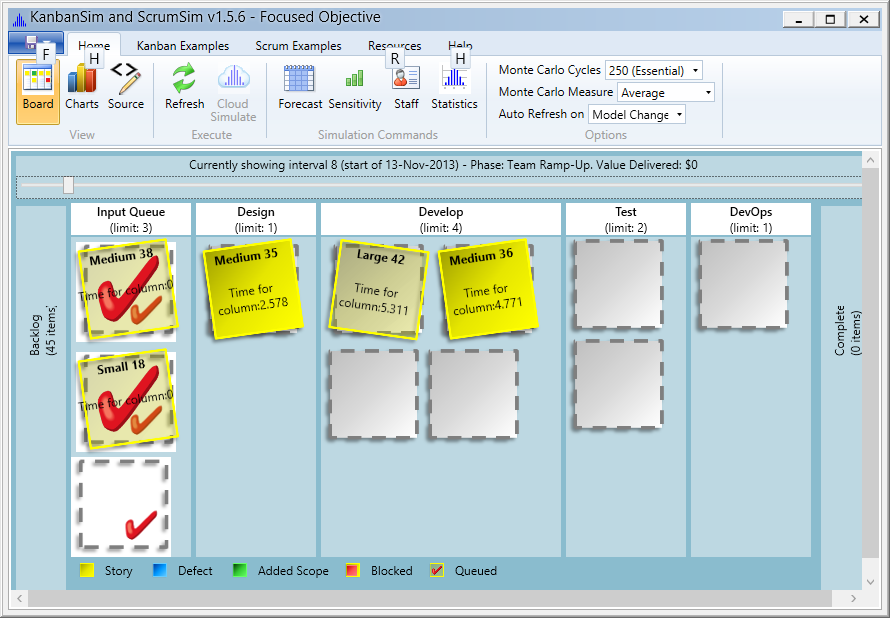 KanbanSim and ScrumSim v1.5.6 - Focused Objective
Home Kanban Examples Scrum Examples Resources Help
F H R H
Board Charts Source Refresh Cloud Simulate Forecast Sensitivity Staff Statistics
Monte Carlo Cycles 250 (Essential)
Monte Carlo Measure Average
Auto Refresh on Model Change
View Execute Simulation Commands Options
Currently showing interval 8 (start of 13-Nov-2013) - Phase: Team Ramp-Up. Value Delivered: $0
Backlog
(45 items)
Input Queue
(limit: 3)
Medium 38
Time for column:0
Small 18
Time for column:0
Design
(limit: 1)
Medium 35
Time for
column:2.578
Develop
(limit: 4)
Large 42
Time for
column:5.311
Medium 36
Time for
column:4.771
Test
(limit: 2)
DevOps
(limit: 1)
Complete
(0 items)
Story Defect Added Scope Blocked Queued